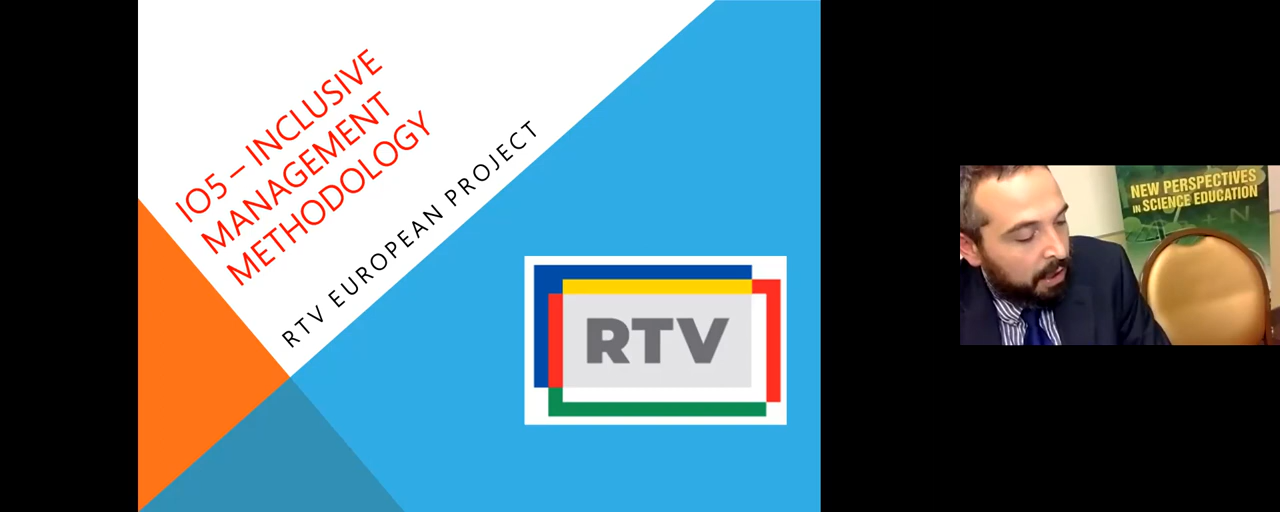 IO5 – INCLUSIVE
MANAGEMENT
METHODOLOGY
RTV EUROPEAN PROJECT
RTV
NEW PERSPECTIVES
IN SCIENCE EDUCATION